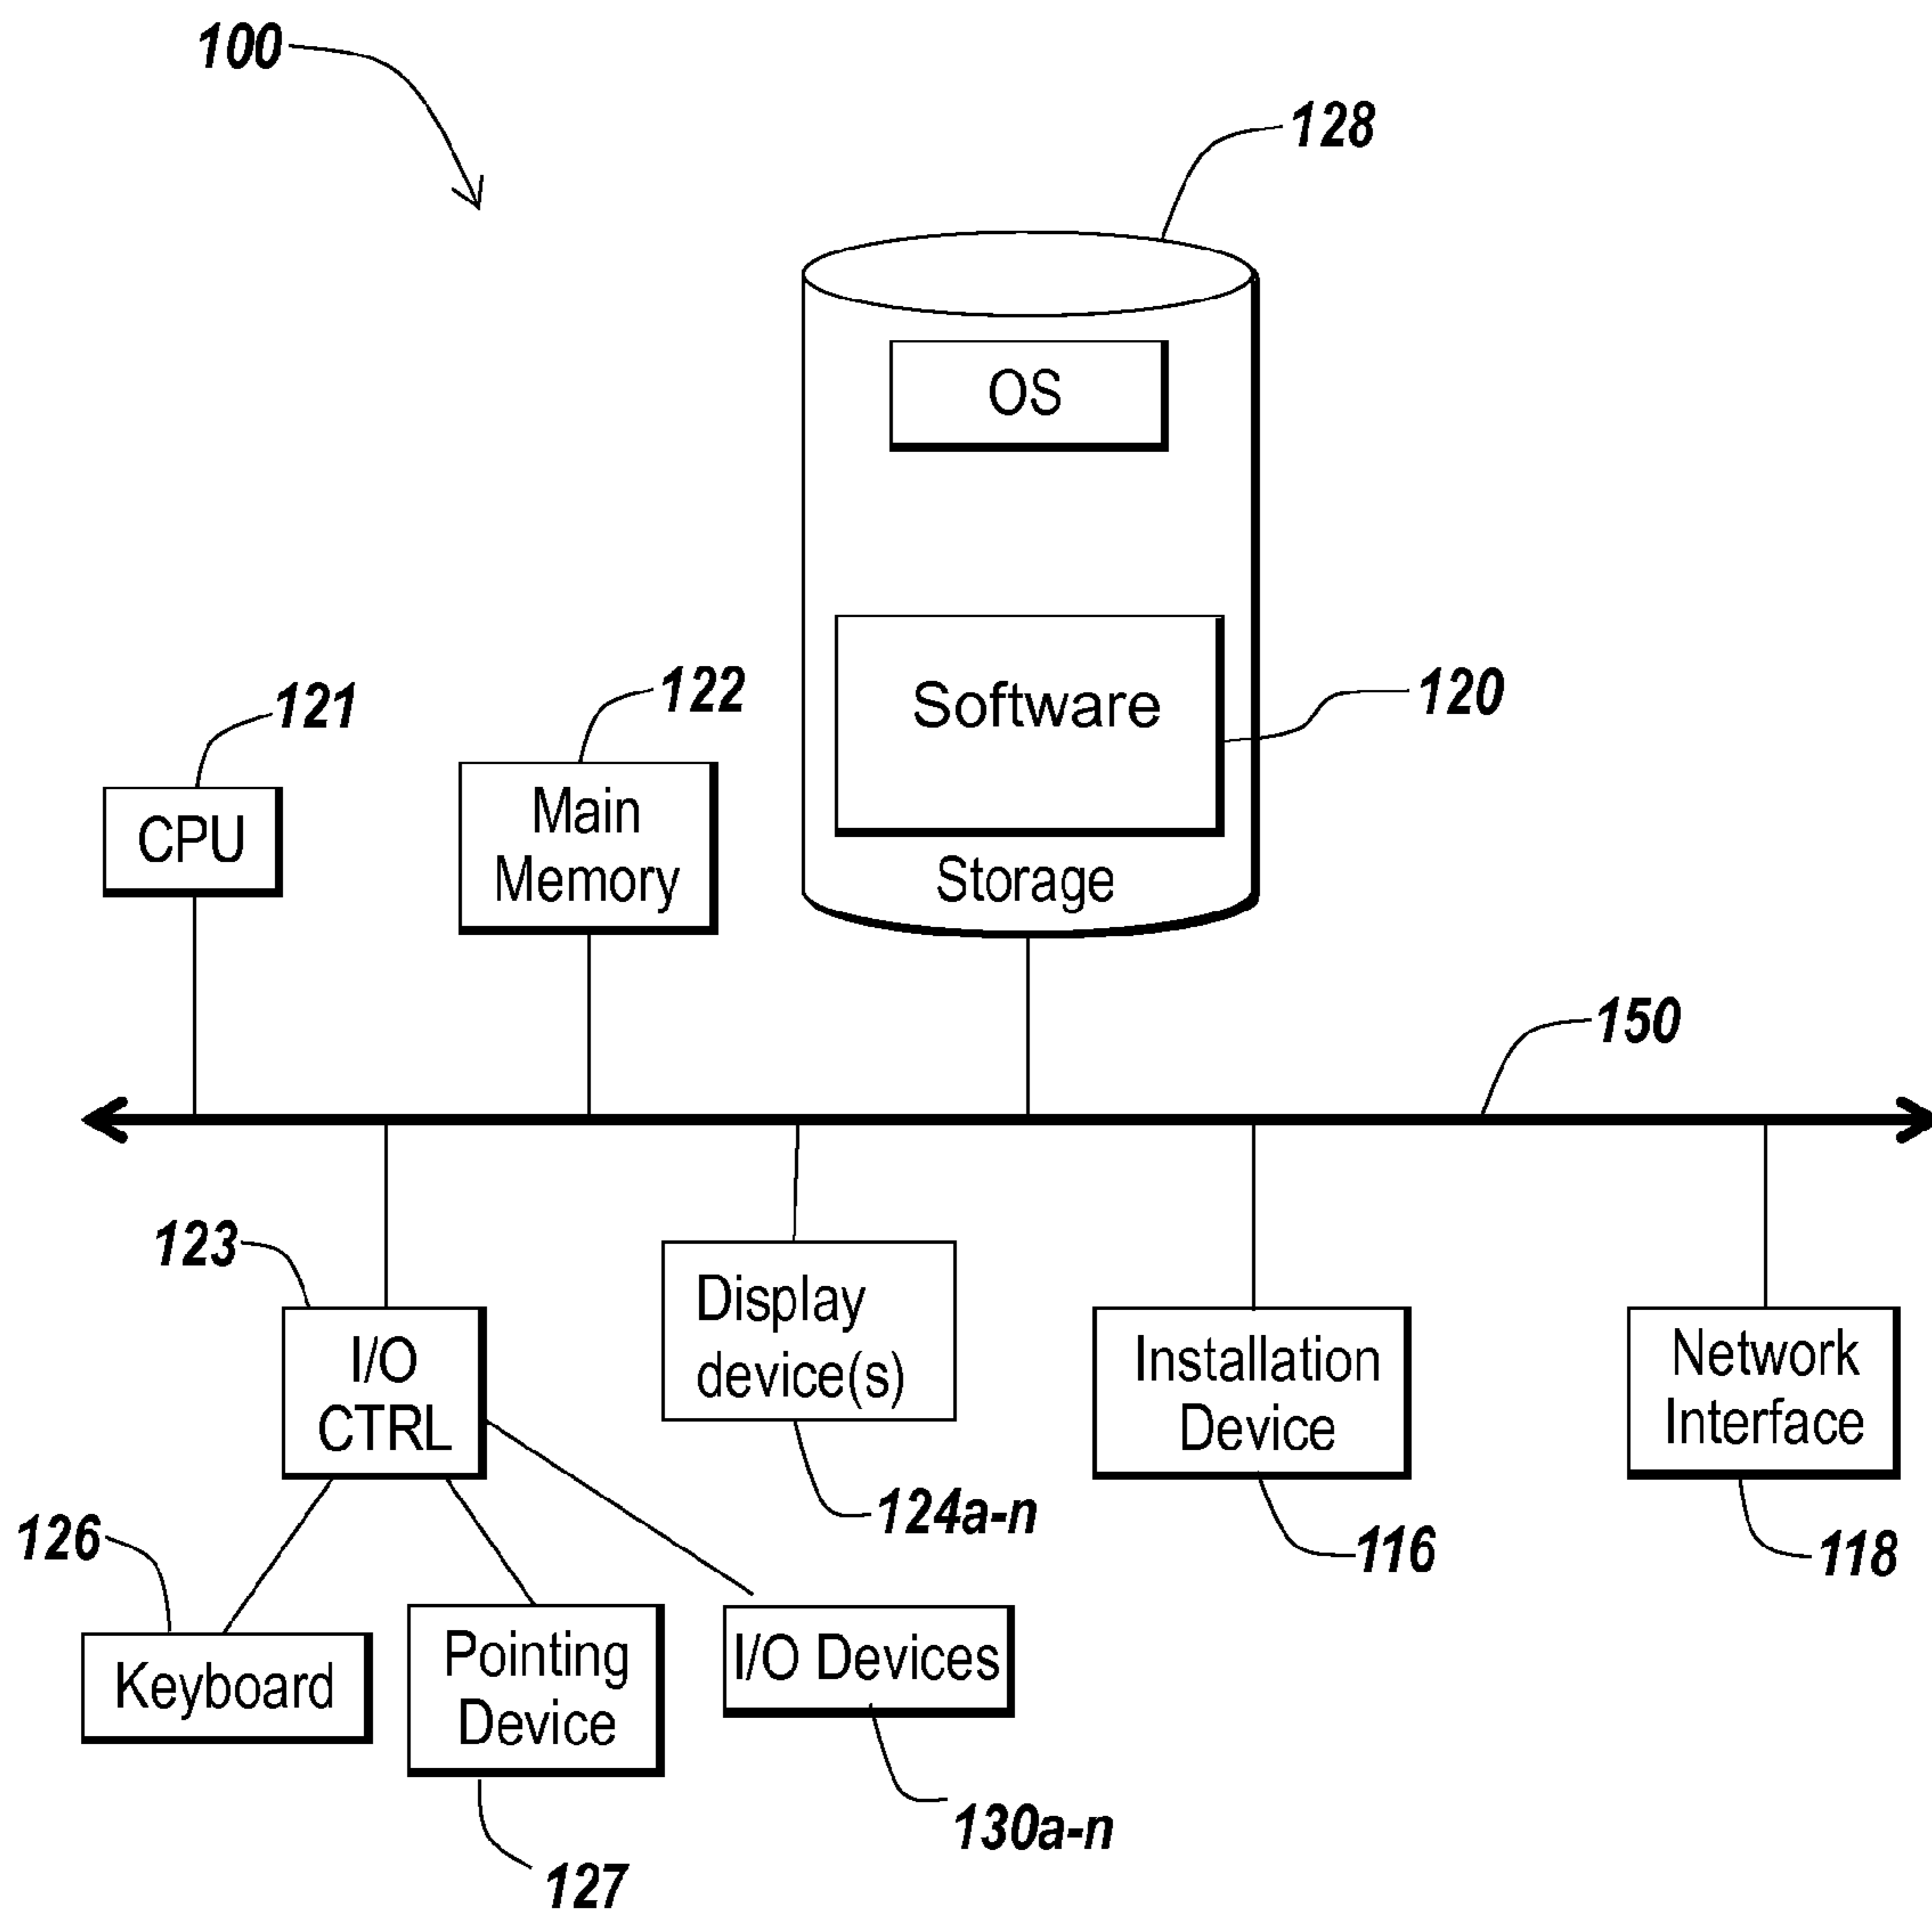 100
128
OS
Software
120
Storage
121
CPU
122
Main
Memory
150
123
I/O
CTRL
Display
device(s)
124a-n
Installation
Device
116
Network
Interface
118
126
Keyboard
Pointing
Device
127
I/O Devices
130a-n